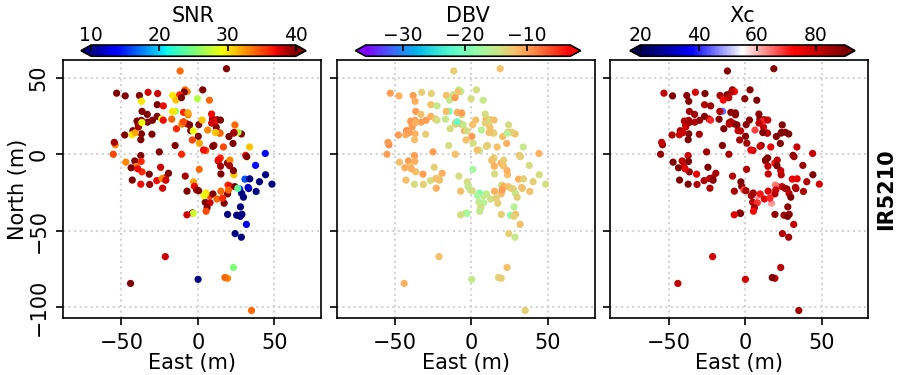 SNR DBV Xc
10 20 30 40 −30 −20 −10 20 40 60 80
50
0
−50
−100
North (m)
IR5210
−50 0 50 −50 0 50 −50 0 50
East (m) East (m) East (m)